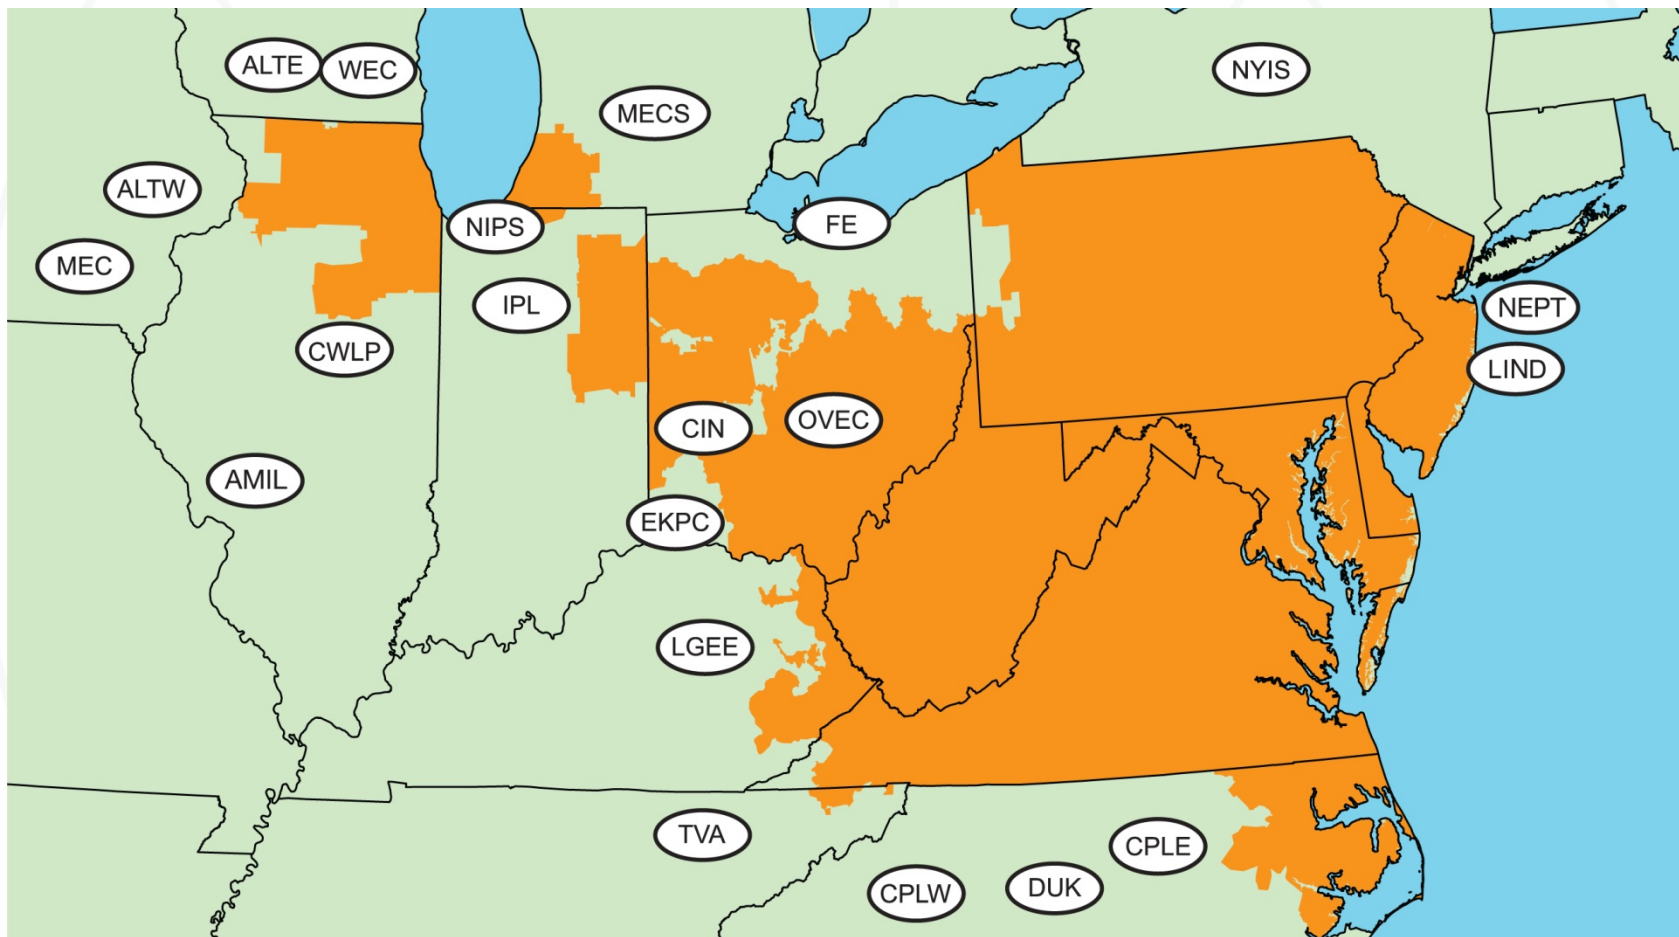 ALTE
WEC
NYIS
MECS
ALTW
NIPS
FE
MEC
IPL
NEPT
CWLP
LIND
CIN
OVEC
AMIL
EKPC
LGEE
TVA
CPLE
CPLW
DUK